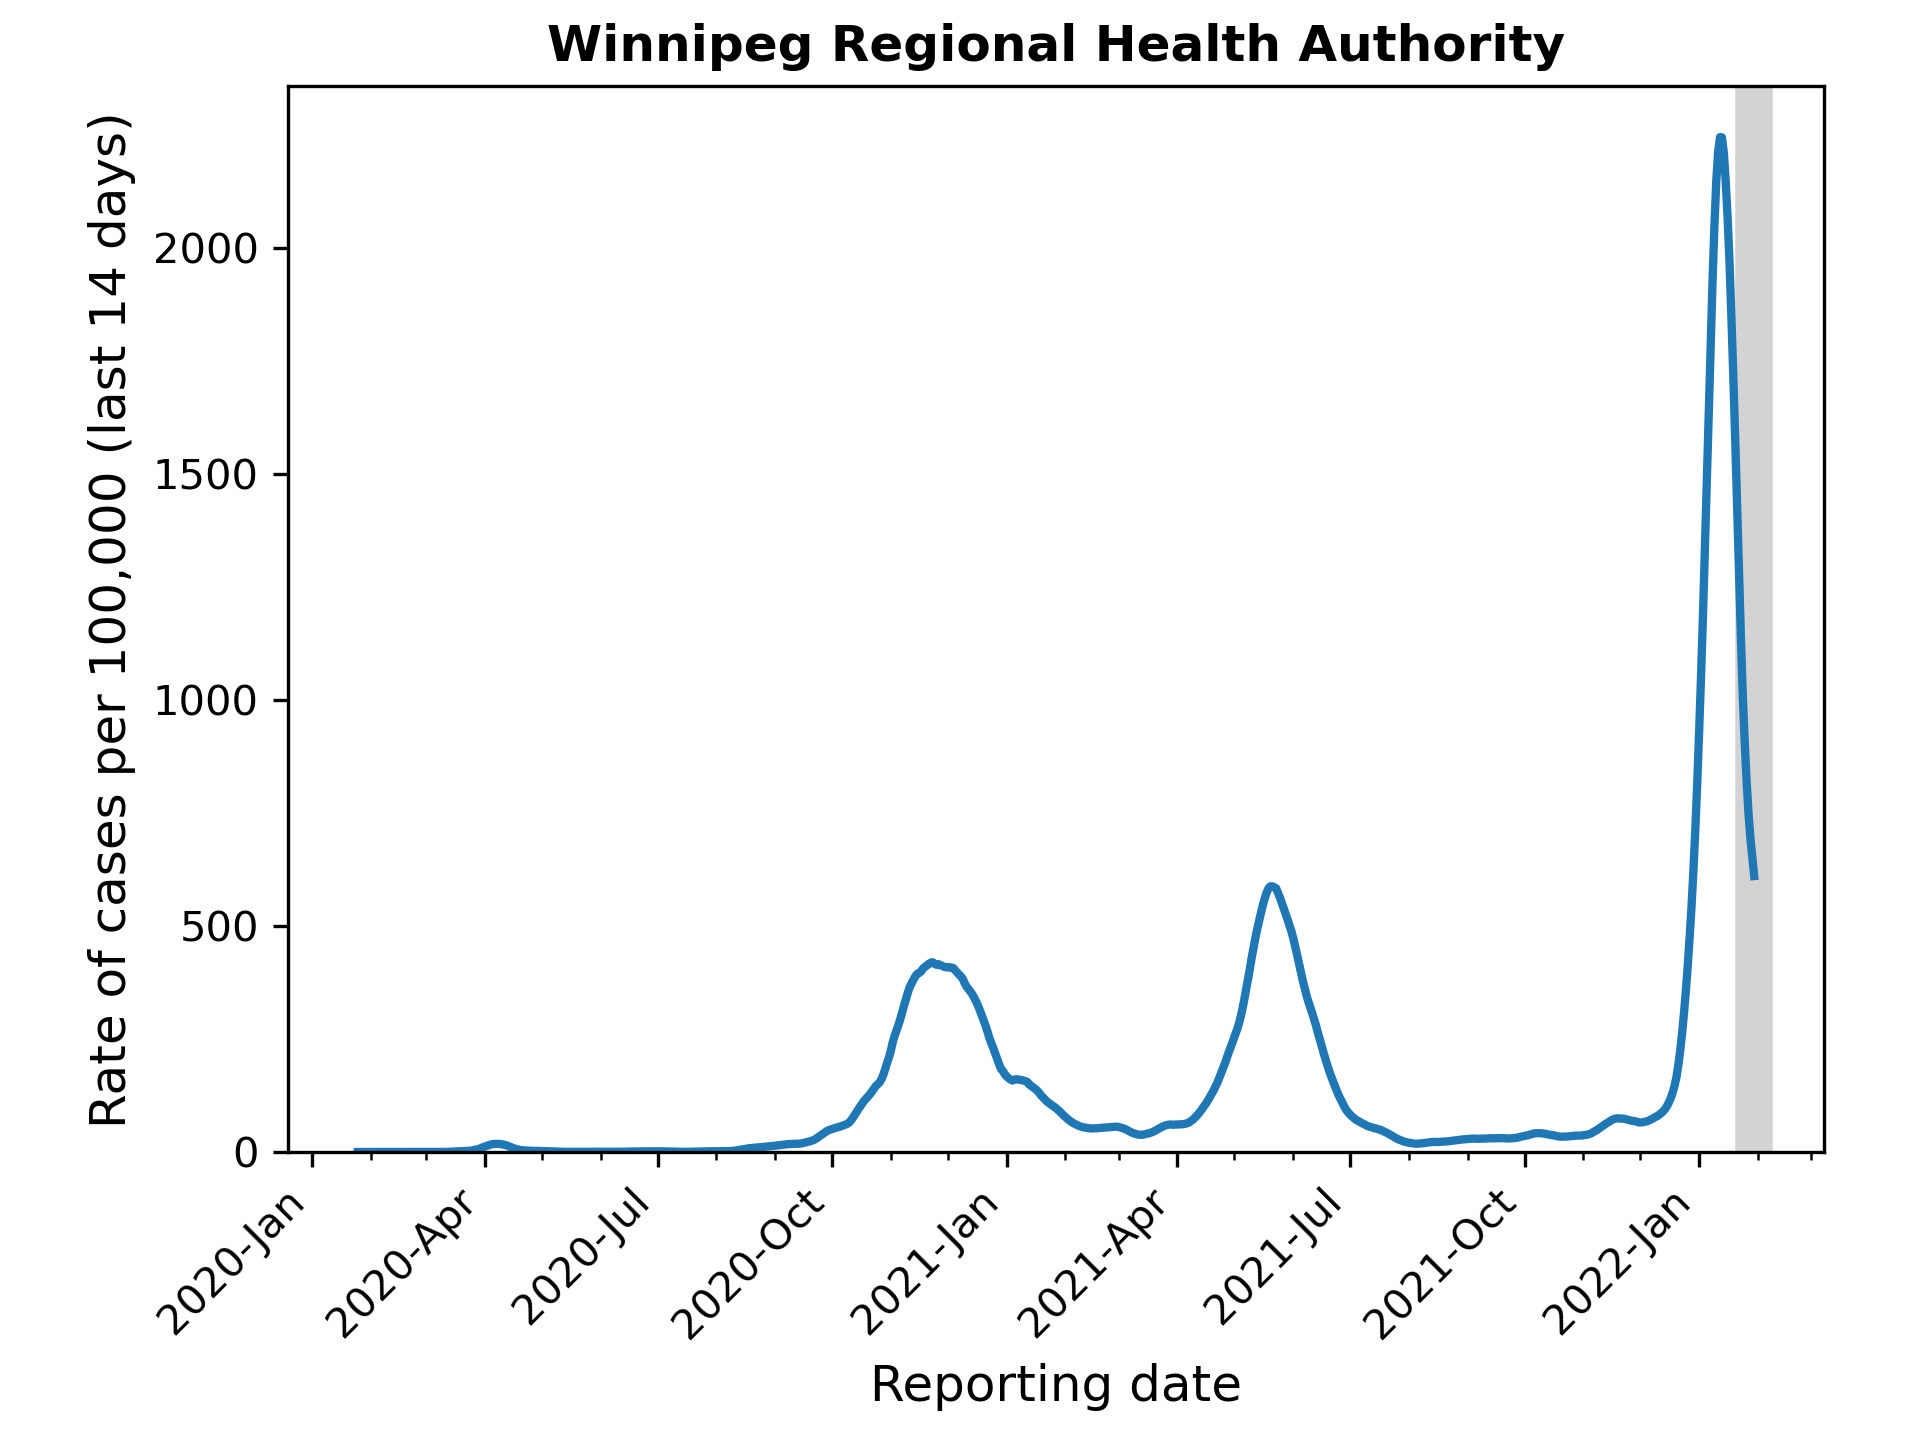 Winnipeg Regional Health Authority
Rate of cases per 100,000 (last 14 days)
2000
1500
1000
500
0
2020-Jan
2020-Apr
2020-Jul
2020-Oct
2021-Jan
2021-Apr
2021-Jul
2021-Oct
2022-Jan
Reporting date